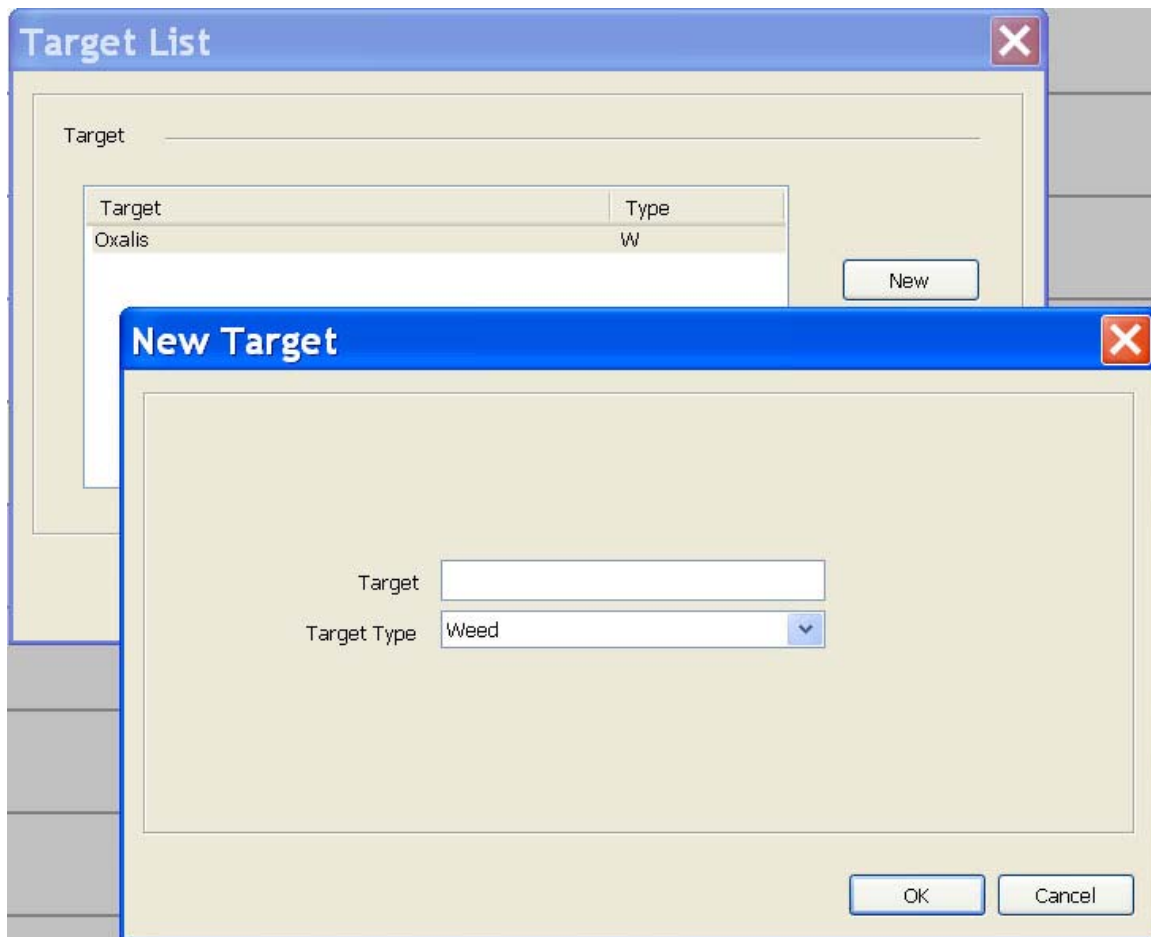 Target List
Target
Target Type
Oxalis W
New
New Target
Target
Target Type Weed
OK Cancel